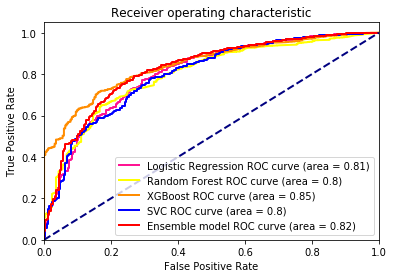 Receiver operating characteristic
True Positive Rate
1.0
0.8
0.6
0.4
0.2
0.0
Logistic Regression ROC curve (area = 0.81)
Random Forest ROC curve (area = 0.8)
XGBoost ROC curve (area = 0.85)
SVC ROC curve (area = 0.8)
Ensemble model ROC curve (area = 0.82)
0.0 0.2 0.4 0.6 0.8 1.0
False Positive Rate